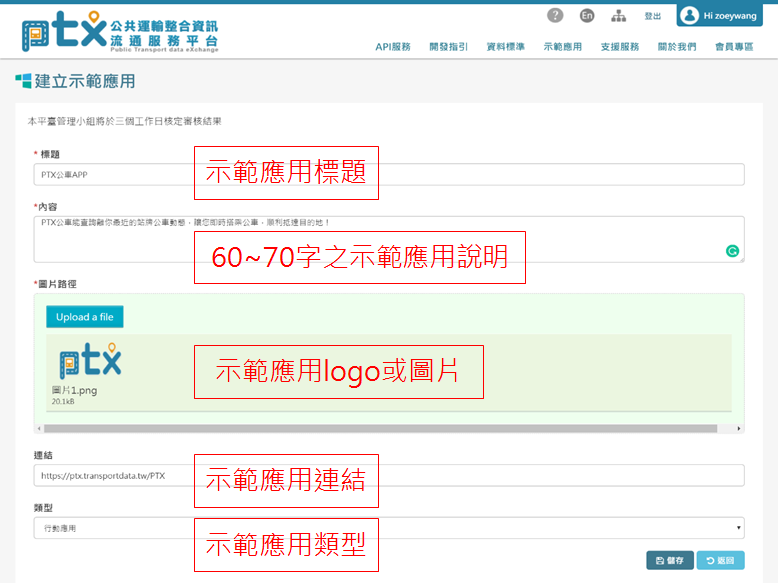 ptx 公共運輸整合資訊
流通服務平台
Public Transport data eXchange
? En 登出 Hi zoeywang
API服務 開發指引 資料標準 示範應用 支援服務 關於我們 會員專區
建立示範應用
本平臺管理小組將於三個工作日核定審核結果
* 標題
PTX公車APP
示範應用標題
*內容
PTX公車能查詢離你最近的站牌公車動態，讓您即時搭乘公車，順利抵達目的地！
60~70字之示範應用說明
*圖片路徑
Upload a file
ptx
圖片1.png
20.1kB
示範應用logo或圖片
連結
https://ptx.transportdata.tw/PTX
示範應用連結
類型
行動應用
示範應用類型
儲存 返回